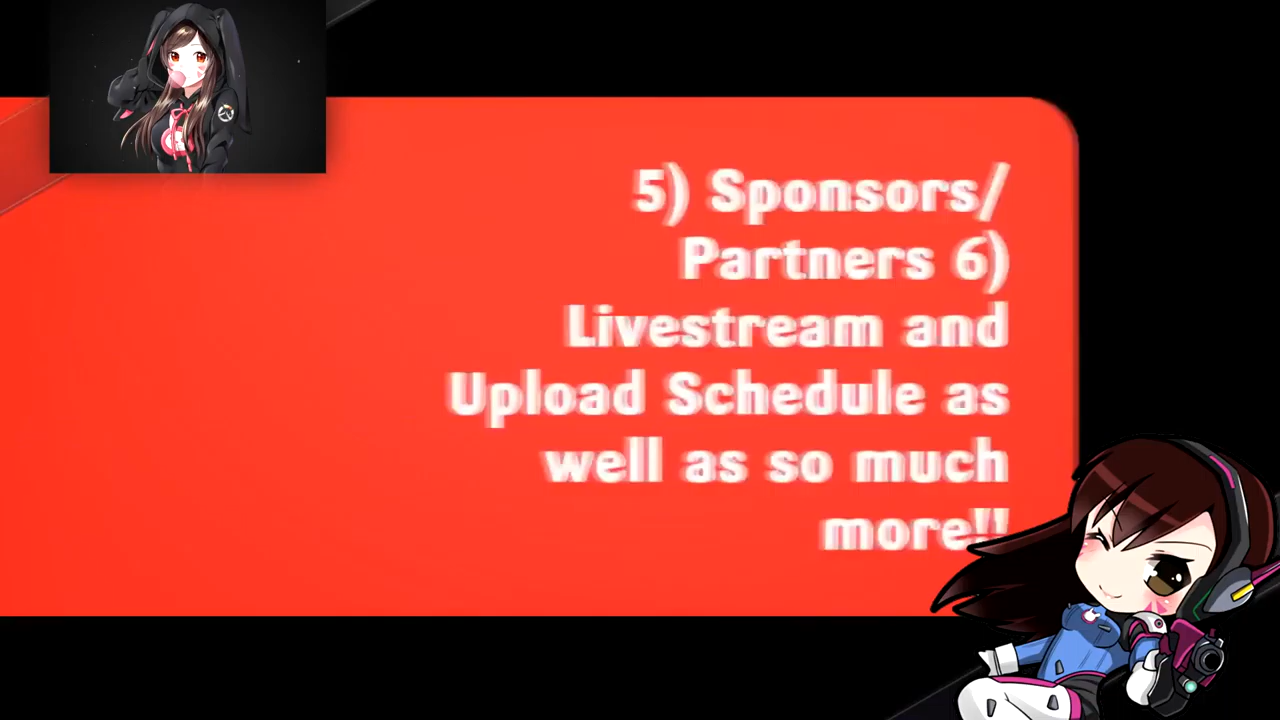 5) Sponsors/
Partners 6)
Livestream and
Upload Schedule as
well as so much
more!!